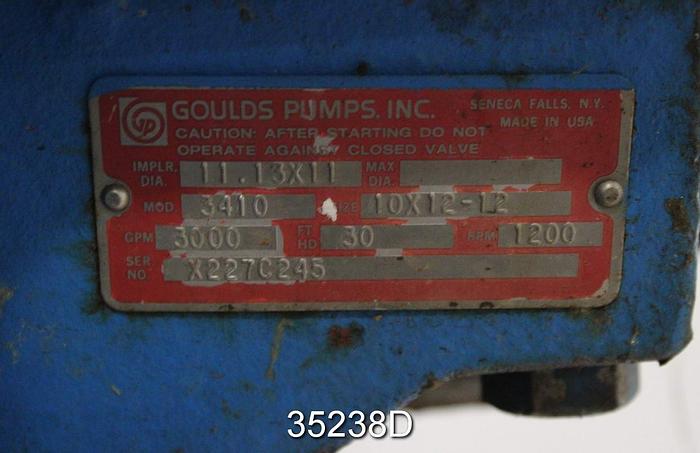 GP GOULDS PUMPS, INC. SENECA FALLS, N.Y.
MADE IN USA
CAUTION: AFTER STARTING DO NOT
OPERATE AGAINST CLOSED VALVE
IMPLR. DIA. 11.13X11 MAX DIA.
MOD. 3410 SIZE 10X12-12
GPM 3000 FT HD 30 RPM 1200
SER NO. X227C245
35238D